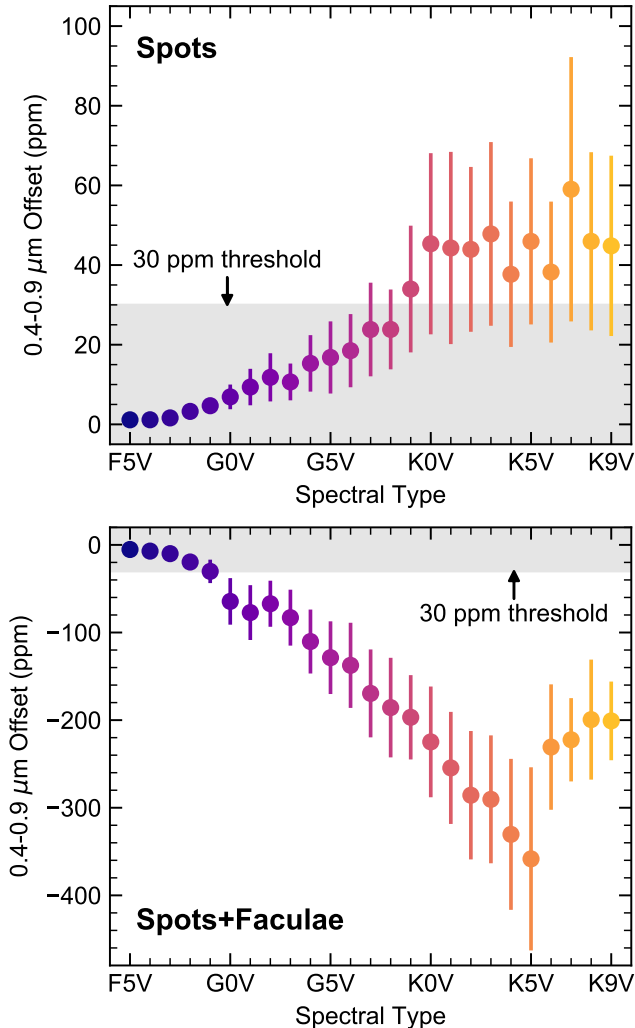 100
Spots
80
60
40
20
0
0.4-0.9 μm Offset (ppm)
30 ppm threshold
F5V G0V G5V K0V K5V K9V
Spectral Type
0
−100
−200
−300
−400
0.4-0.9 μm Offset (ppm)
30 ppm threshold
Spots+Faculae
F5V G0V G5V K0V K5V K9V
Spectral Type